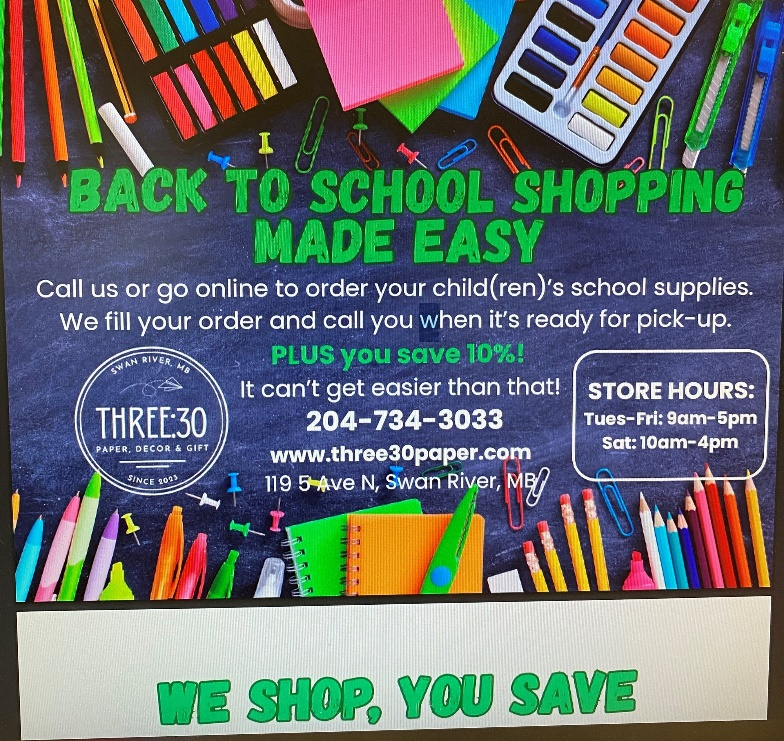 BACK TO SCHOOL SHOPPING
MADE EASY
Call us or go online to order your child(ren)'s school supplies.
We fill your order and call you when it's ready for pick-up.
PLUS you save 10%!
It can't get easier than that!
204-734-3033
www.three30paper.com
119 5 Ave N, Swan River, MB
SWAN RIVER, MB
THREE:30
PAPER, DECOR & GIFT
SINCE 2023
STORE HOURS:
Tues-Fri: 9am-5pm
Sat: 10am-4pm
WE SHOP, YOU SAVE